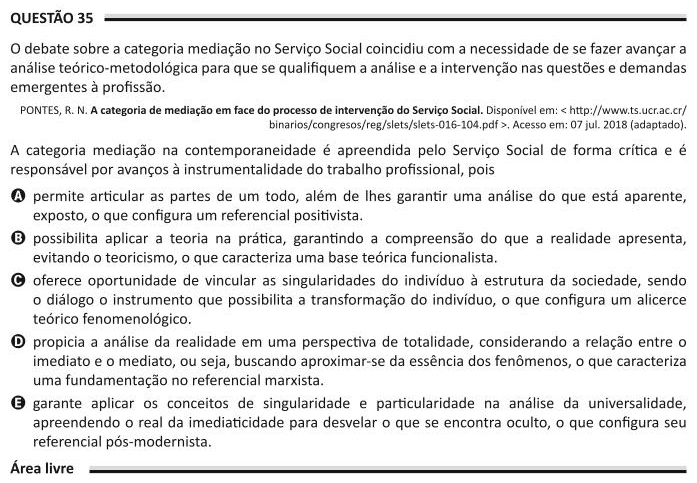 QUESTÃO 35
O debate sobre a categoria mediação no Serviço Social coincidiu com a necessidade de se fazer avançar a
análise teórico-metodológica para que se qualifiquem a análise e a intervenção nas questões e demandas
emergentes à profissão.
PONTES, R. N. A categoria de mediação em face do processo de intervenção do Serviço Social. Disponível em: < http://www.ts.ucr.ac.cr/
binarios/congresos/reg/slets/slets-016-104.pdf >. Acesso em: 07 jul. 2018 (adaptado).
A categoria mediação na contemporaneidade é apreendida pelo Serviço Social de forma crítica e é
responsável por avanços à instrumentalidade do trabalho profissional, pois
A permite articular as partes de um todo, além de lhes garantir uma análise do que está aparente,
exposto, o que configura um referencial positivista.
B possibilita aplicar a teoria na prática, garantindo a compreensão do que a realidade apresenta,
evitando o teoricismo, o que caracteriza uma base teórica funcionalista.
C oferece oportunidade de vincular as singularidades do indivíduo à estrutura da sociedade, sendo
o diálogo o instrumento que possibilita a transformação do indivíduo, o que configura um alicerce
teórico fenomenológico.
D propicia a análise da realidade em uma perspectiva de totalidade, considerando a relação entre o
imediato e o mediato, ou seja, buscando aproximar-se da essência dos fenômenos, o que caracteriza
uma fundamentação no referencial marxista.
E garante aplicar os conceitos de singularidade e particularidade na análise da universalidade,
apreendendo o real da imediaticidade para desvelar o que se encontra oculto, o que configura seu
referencial pós-modernista.
Área livre